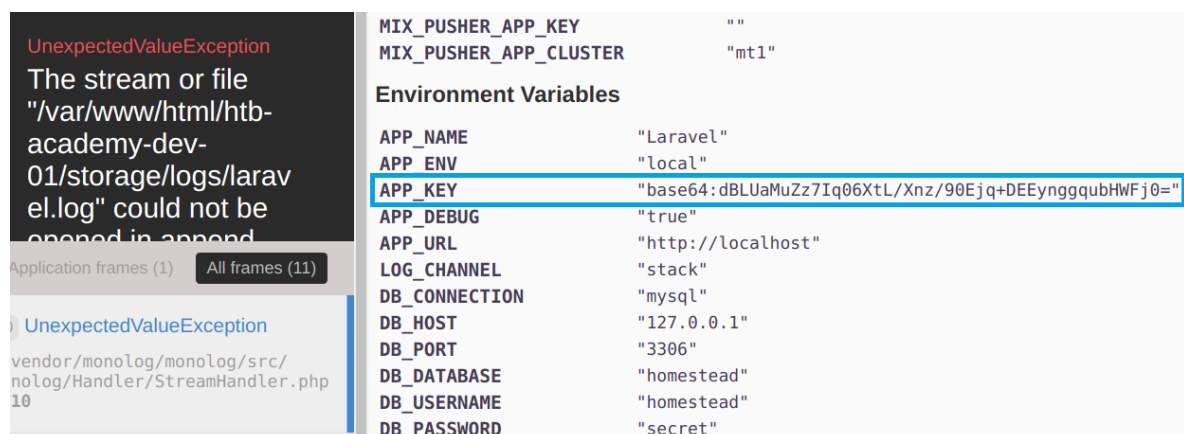 UnexpectedValueException
The stream or file
"/var/www/html/htb-
academy-dev-
01/storage/logs/larav
el.log" could not be
opened in append
Application frames (1)
All frames (11)
UnexpectedValueException
vendor/monolog/monolog/src/
nolog/Handler/StreamHandler.php
10
MIX_PUSHER_APP_KEY ""
MIX_PUSHER_APP_CLUSTER "mt1"
Environment Variables
APP_NAME "Laravel"
APP_ENV "local"
APP_KEY "base64:dBLUaMuZz7Iq06XtL/Xnz/90Ejq+DEEynggqubHWFj0="
APP_DEBUG "true"
APP_URL "http://localhost"
LOG_CHANNEL "stack"
DB_CONNECTION "mysql"
DB_HOST "127.0.0.1"
DB_PORT "3306"
DB_DATABASE "homestead"
DB_USERNAME "homestead"
DB_PASSWORD "secret"